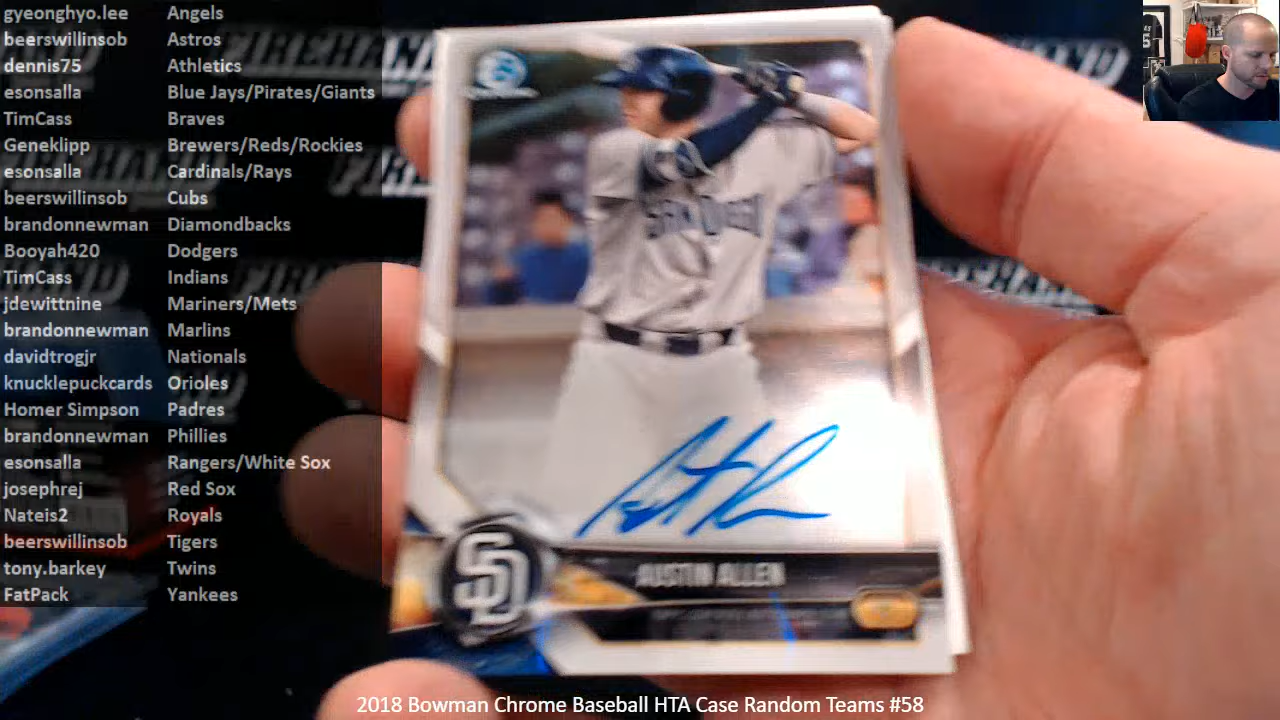 gyeonghyo.lee Angels
beerswillinsob Astros
dennis75 Athletics
esonsalla Blue Jays/Pirates/Giants
TimCass Braves
Geneklipp Brewers/Reds/Rockies
esonsalla Cardinals/Rays
beerswillinsob Cubs
brandonnewman Diamondbacks
Booyah420 Dodgers
TimCass Indians
jdewittnine Mariners/Mets
brandonnewman Marlins
davidtrogjr Nationals
knucklepuckcards Orioles
Homer Simpson Padres
brandonnewman Phillies
esonsalla Rangers/White Sox
josephrej Red Sox
Nateis2 Royals
beerswillinsob Tigers
tony.barkey Twins
FatPack Yankees
SAN DIEGO
SD
AUSTIN ALLEN
2018 Bowman Chrome Baseball HTA Case Random Teams #58